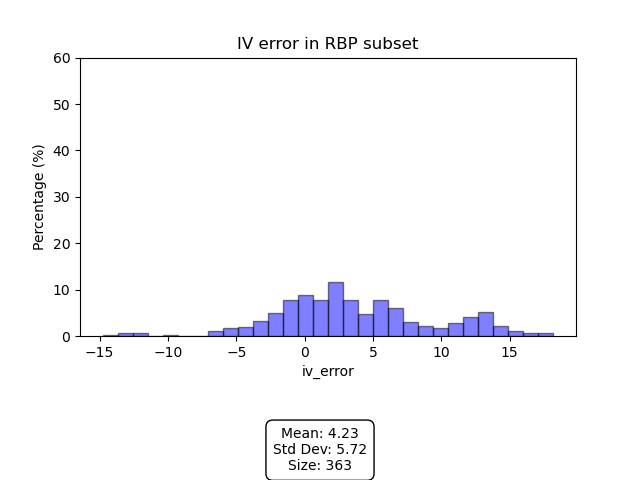 IV error in RBP subset
60
50
40
30
20
10
0
Percentage (%)
−15
−10
−5
0
5
10
15
iv_error
Mean: 4.23
Std Dev: 5.72
Size: 363